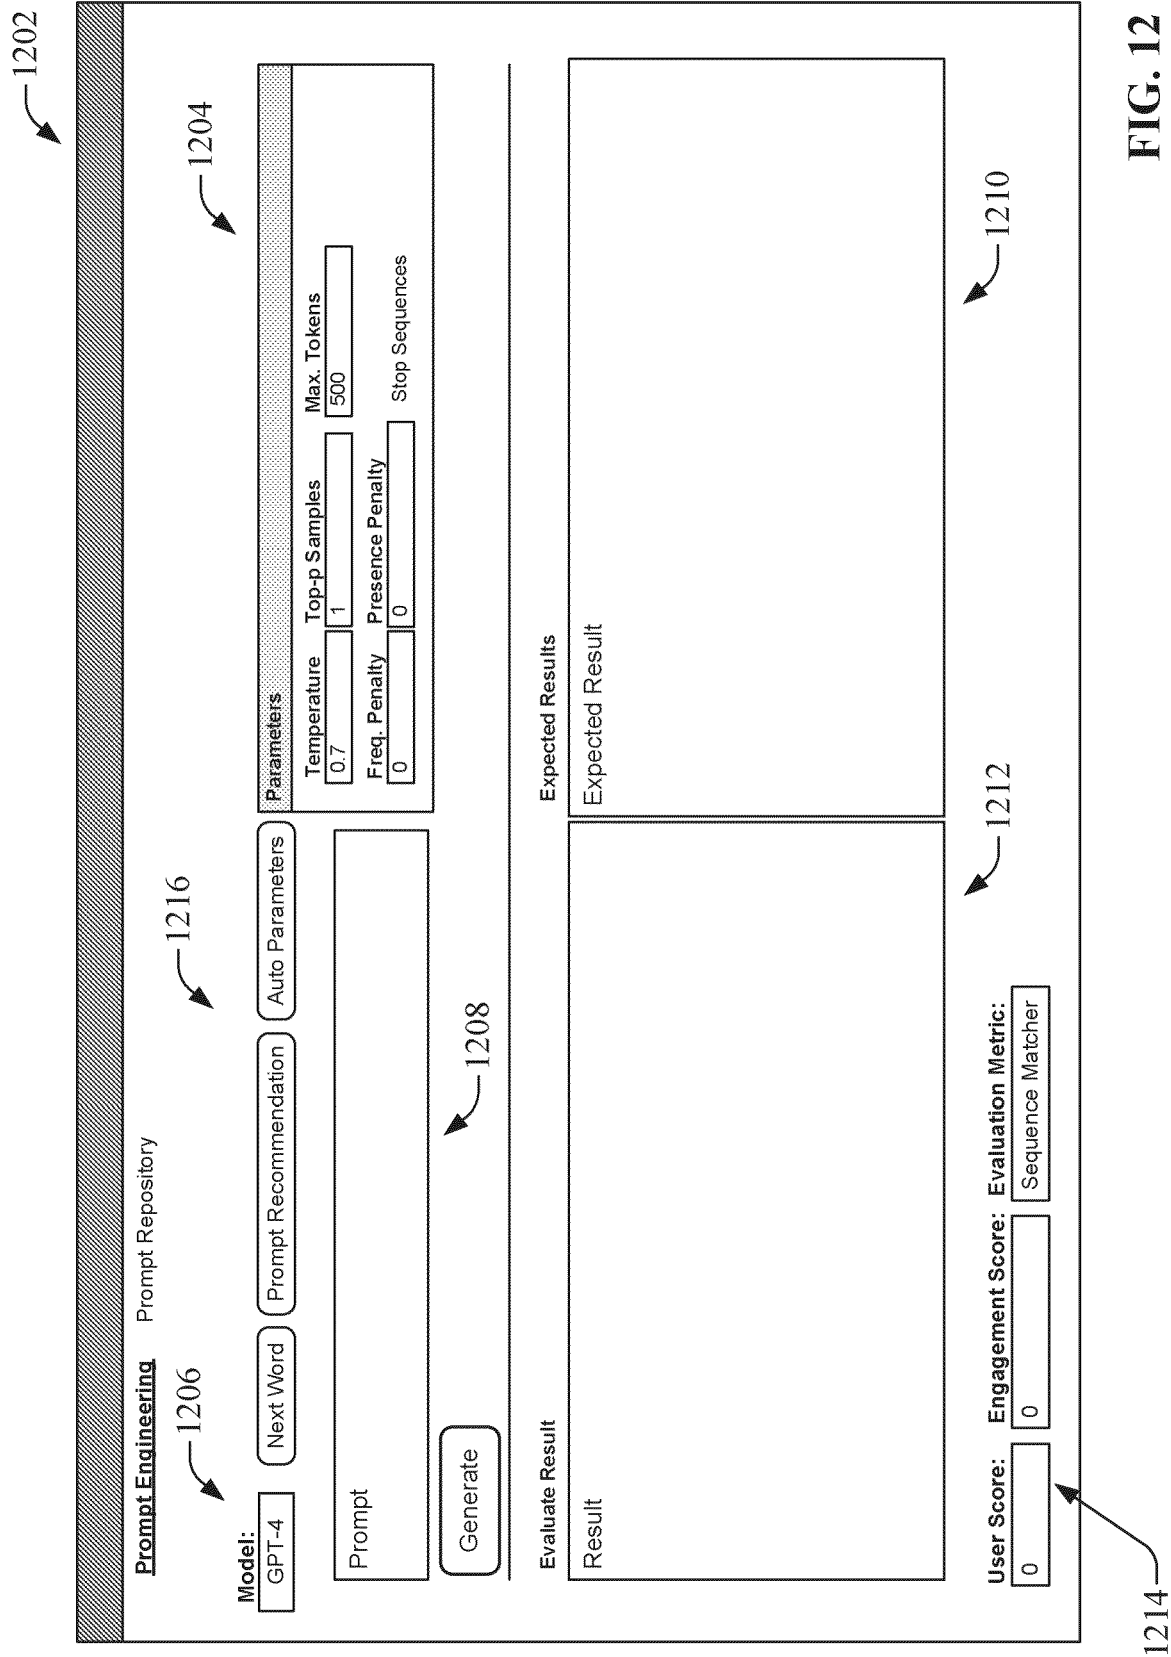 1202
Prompt Engineering Prompt Repository
1206
1216
1204
Model:
GPT-4
Next Word
Prompt Recommendation
Auto Parameters
Parameters
Temperature Top-p Samples Max. Tokens
0.7 1 500
Freq. Penalty Presence Penalty
0 0 Stop Sequences
Prompt
Generate
1208
Evaluate Result Expected Results
Result Expected Result
1212
1210
User Score: Engagement Score: Evaluation Metric:
0 0 Sequence Matcher
1214
FIG. 12